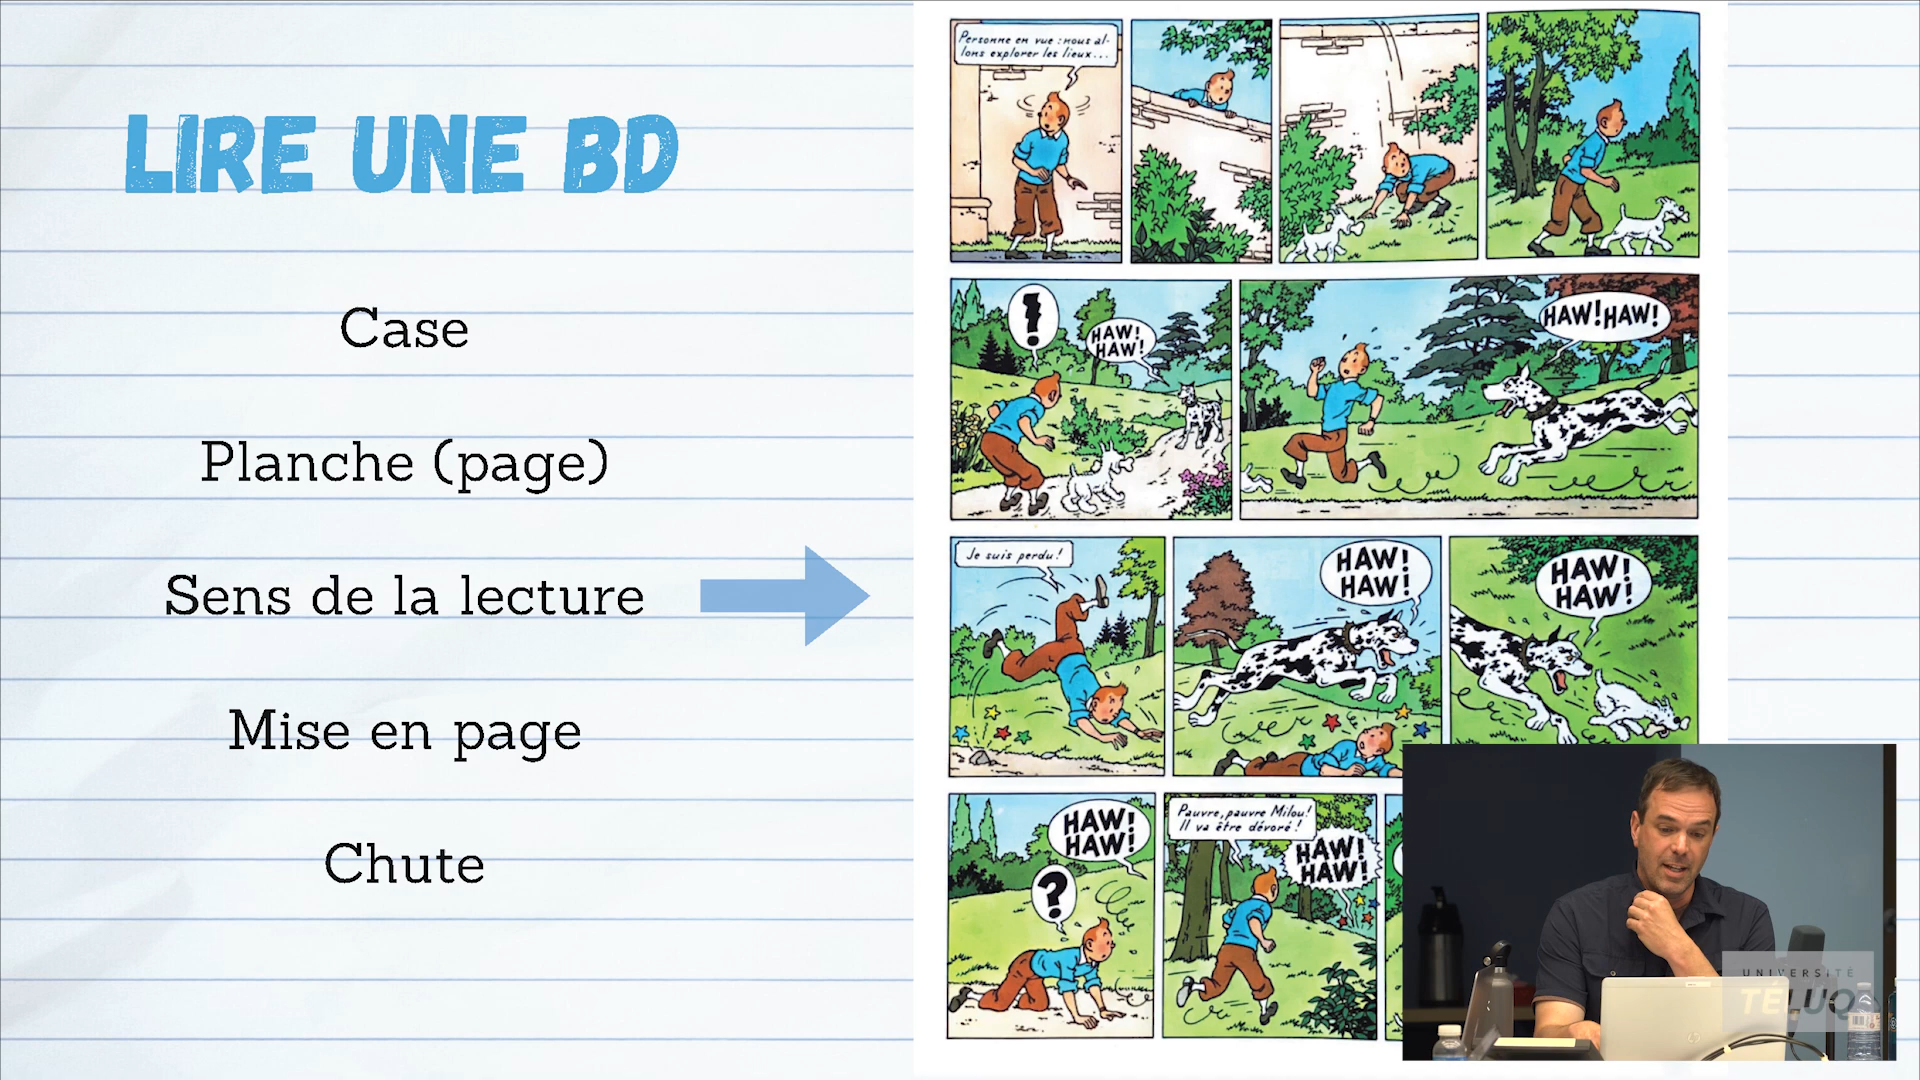 LIRE UNE BD
Case
Planche (page)
Sens de la lecture
Mise en page
Chute
Personne en vue : nous al-
lons explorer les lieux...
!
HAW!
HAW!
HAW! HAW!
Je suis perdu!
HAW!
HAW!
HAW!
HAW!
HAW!
HAW!
?
Pauvre, pauvre Milou!
Il va être dévoré!
HAW!
HAW!
UNIVERSITÉ
TÉLUQ